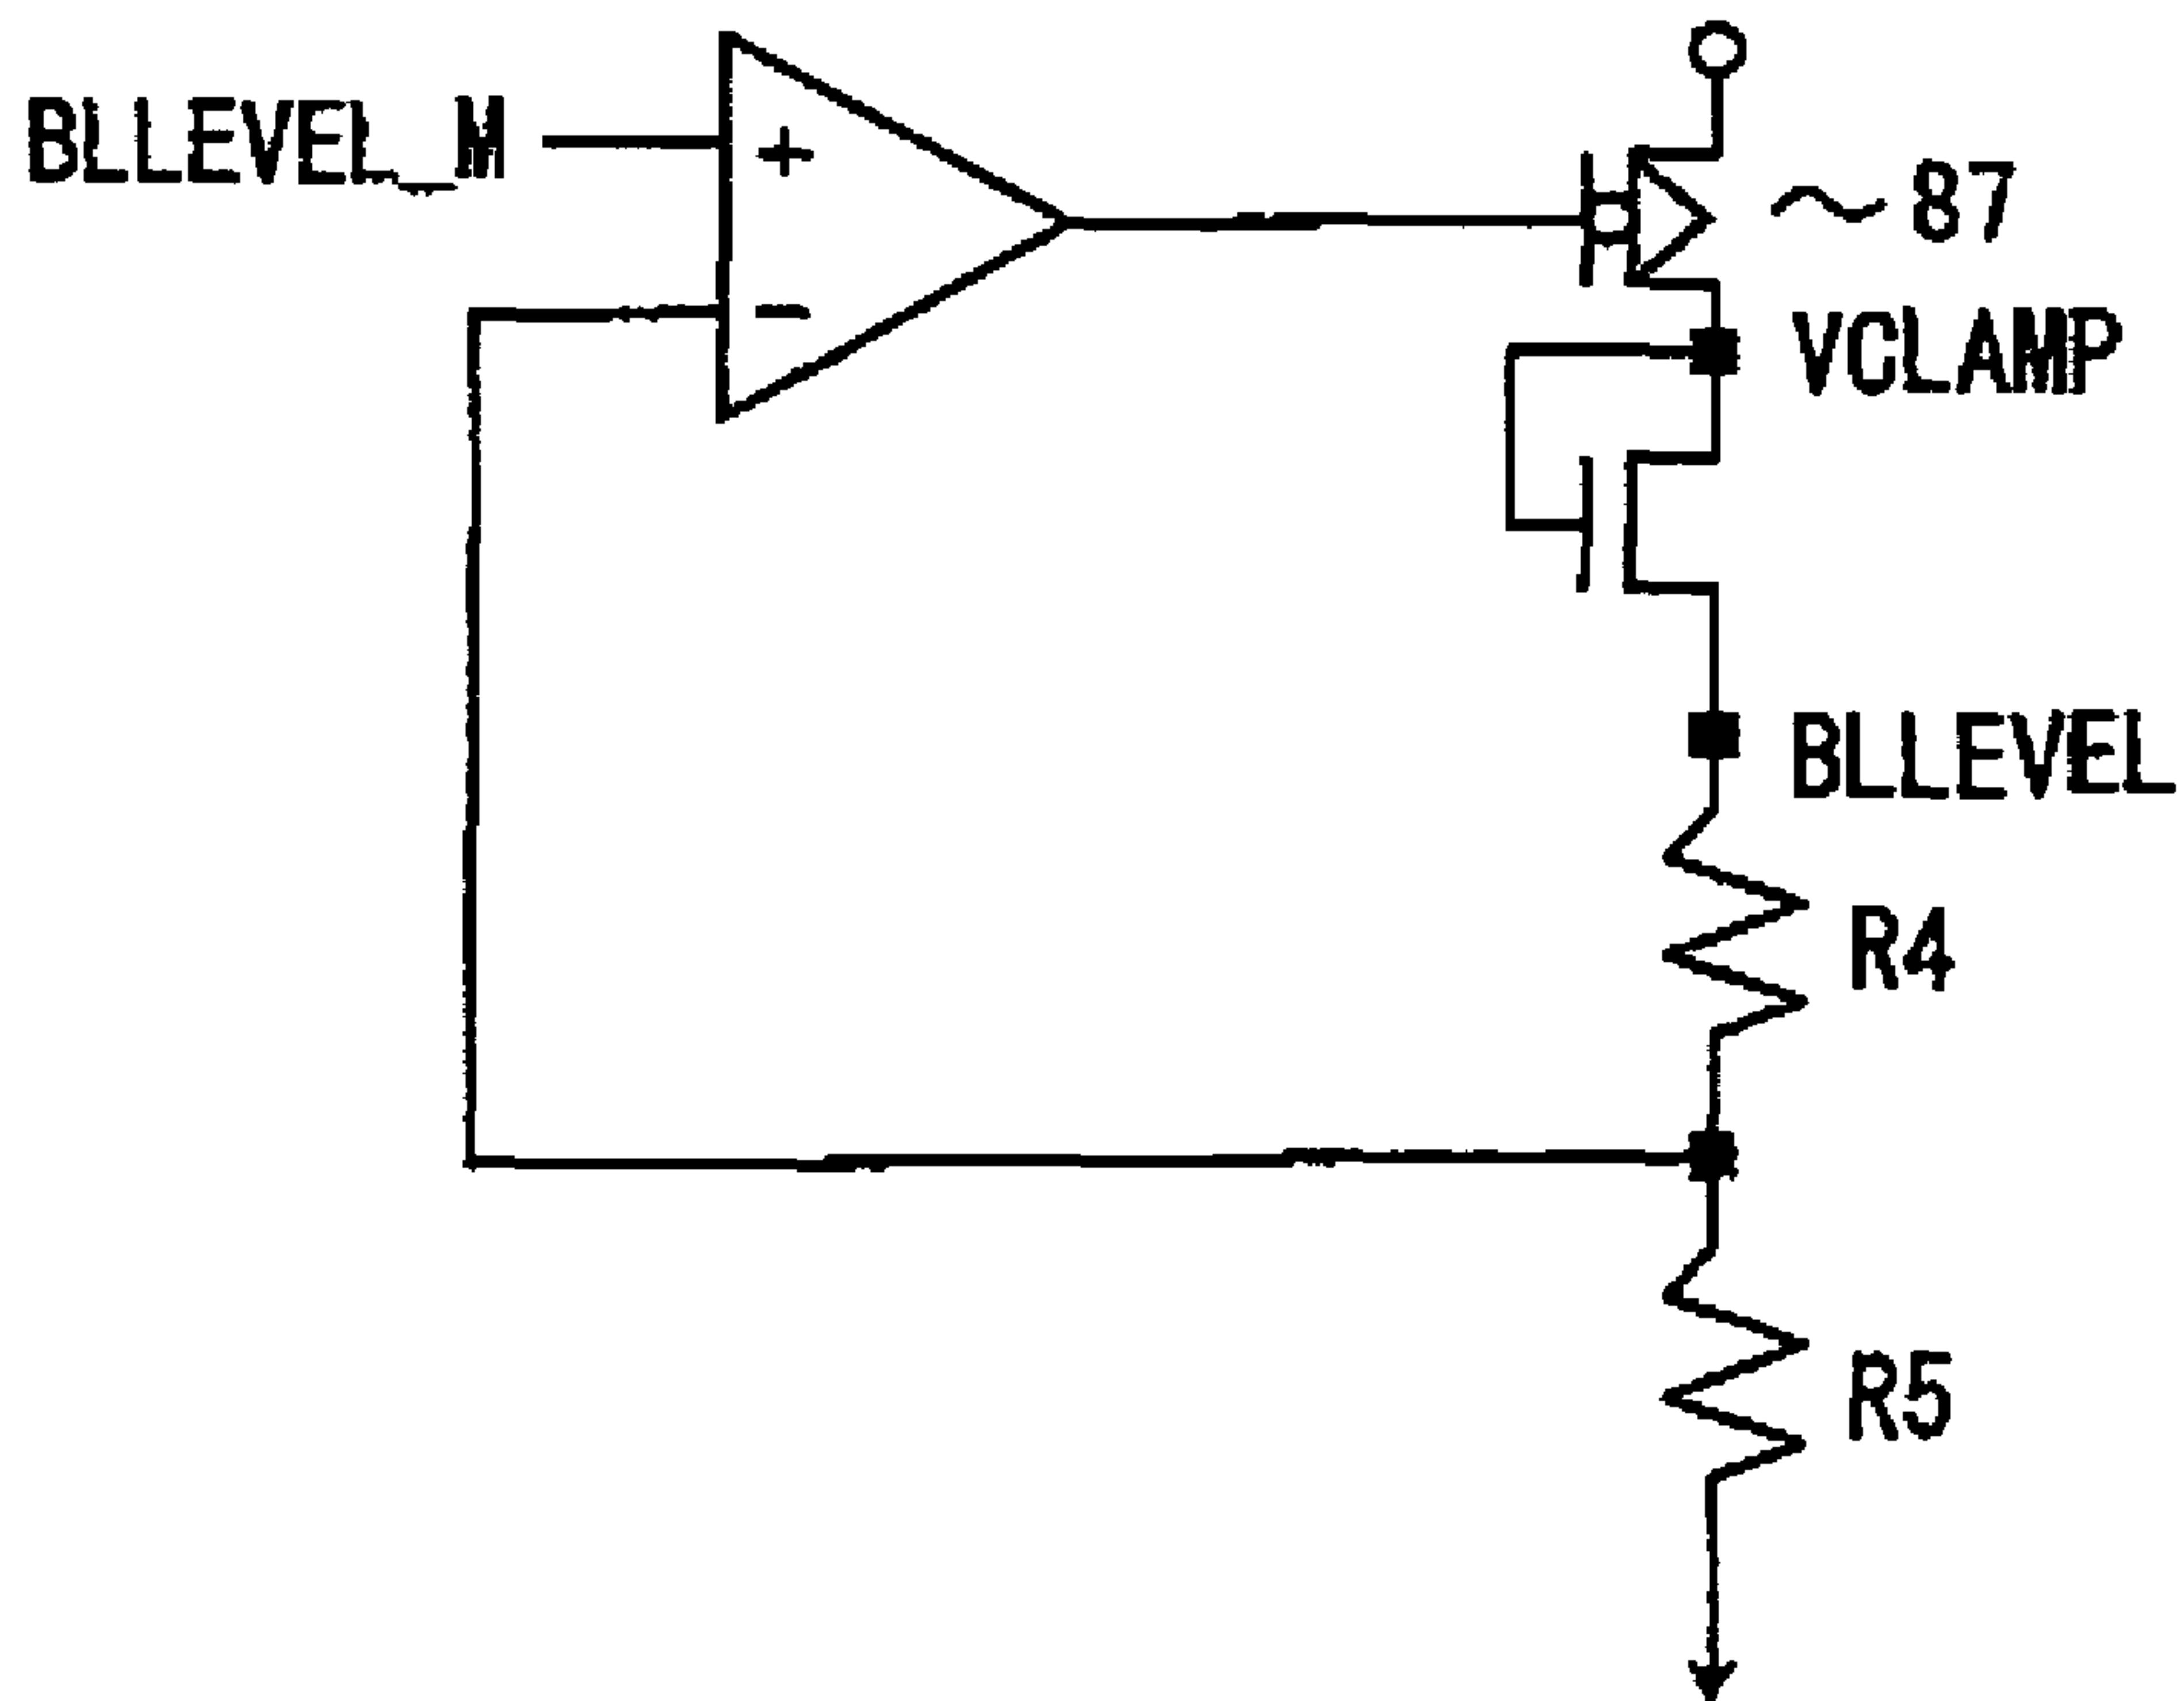 BLLEVEL_M
+
~ 87
−
VCLAMP
BLLEVEL
R4
R5